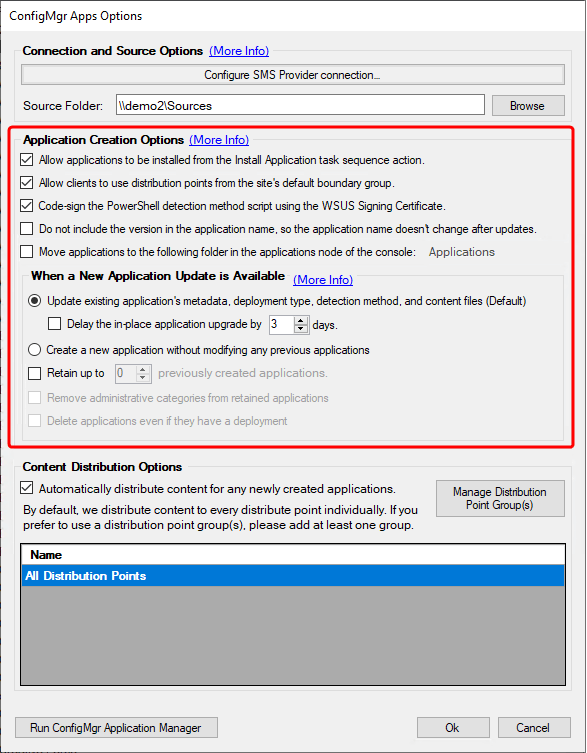 ConfigMgr Apps Options
Connection and Source Options (More Info)
Configure SMS Provider connection...
Source Folder: \\demo2\Sources Browse
Application Creation Options (More Info)
Allow applications to be installed from the Install Application task sequence action.
Allow clients to use distribution points from the site's default boundary group.
Code-sign the PowerShell detection method script using the WSUS Signing Certificate.
Do not include the version in the application name, so the application name doesn't change after updates.
Move applications to the following folder in the applications node of the console: Applications
When a New Application Update is Available (More Info)
Update existing application's metadata, deployment type, detection method, and content files (Default)
Delay the in-place application upgrade by 3 days.
Create a new application without modifying any previous applications
Retain up to 0 previously created applications.
Remove administrative categories from retained applications
Delete applications even if they have a deployment
Content Distribution Options
Automatically distribute content for any newly created applications.
Manage Distribution
Point Group(s)
By default, we distribute content to every distribute point individually. If you
prefer to use a distribution point group(s), please add at least one group.
Name
All Distribution Points
Run ConfigMgr Application Manager Ok Cancel